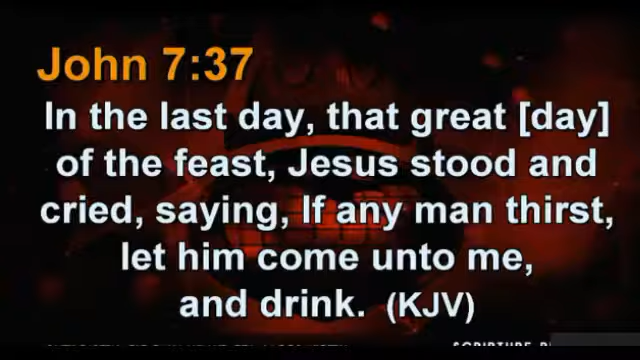 John 7:37
In the last day, that great [day]
of the feast, Jesus stood and
cried, saying, If any man thirst,
let him come unto me,
and drink. (KJV)
SCRIPTURE